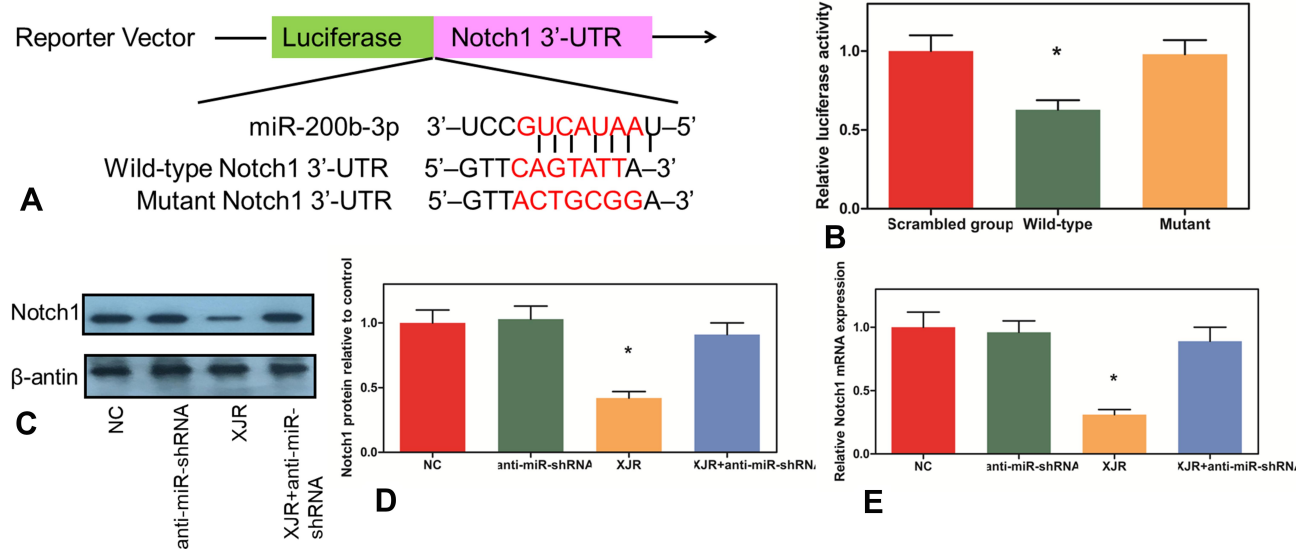 Reporter Vector
Luciferase
Notch1 3’-UTR
miR-200b-3p 3’–UCCGUCAUAAU–5’
Wild-type Notch1 3’-UTR 5’–GTTCAGTATTA–3’
Mutant Notch1 3’-UTR 5’–GTTACTGCGGA–3’
A
Relative luciferase activity
1.0
*
0.5
0.0
Scrambled group Wild-type Mutant
B
Notch1
β-antin
NC
anti-miR-shRNA
XJR
XJR+anti-miR-
shRNA
C
Notch1 protein relative to control
1.0
*
0.5
0.0
NC anti-miR-shRNA XJR XJR+anti-miR-shRNA
D
Relative Notch1 mRNA expression
1.0
*
0.5
0.0
NC anti-miR-shRNA XJR XJR+anti-miR-shRNA
E